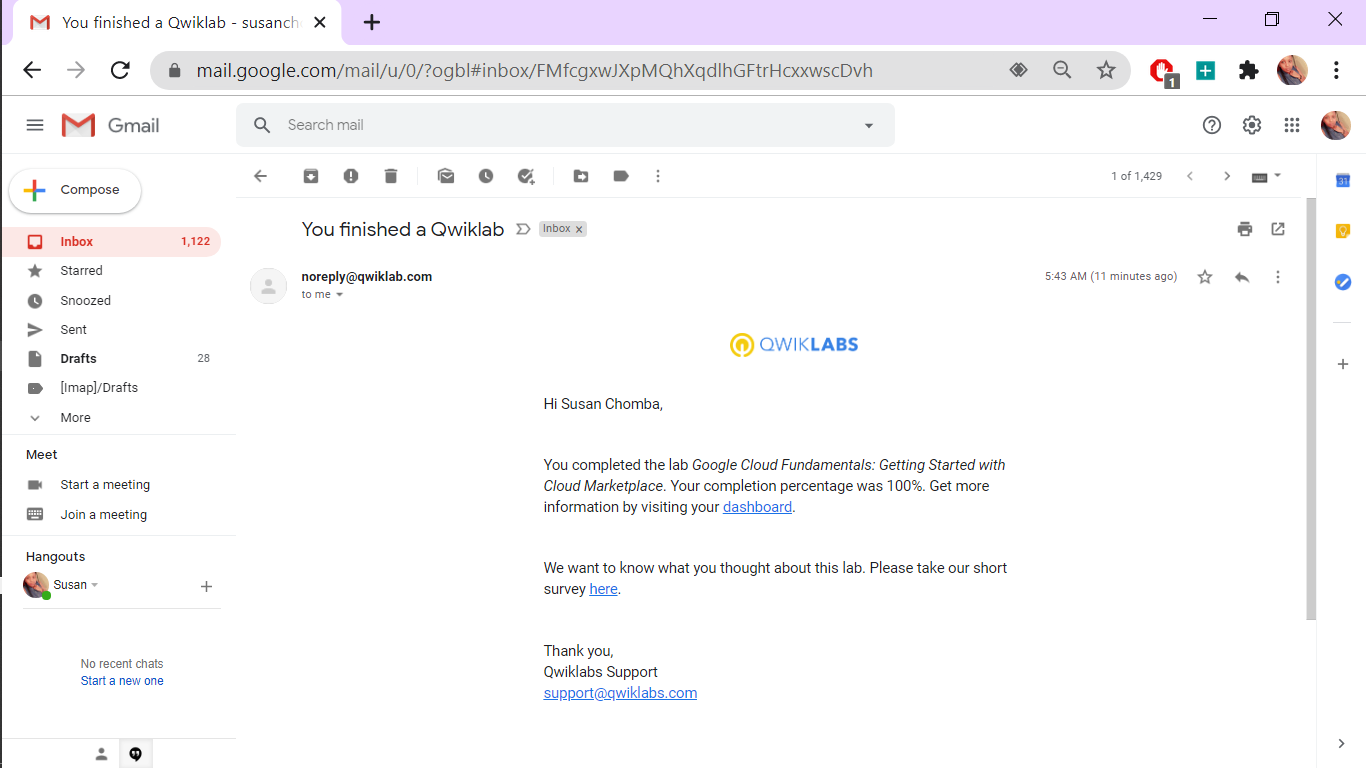 You finished a Qwiklab - susanch
mail.google.com/mail/u/0/?ogbl#inbox/FMfcgxwJXpMQhXqdlhGFtrHcxxwscDvh
1
Gmail
Search mail
Compose
1 of 1,429
31
Inbox 1,122
Starred
Snoozed
Sent
Drafts 28
[Imap]/Drafts
More
Meet
Start a meeting
Join a meeting
Hangouts
Susan
No recent chats
Start a new one
You finished a Qwiklab
Inbox x
noreply@qwiklab.com
5:43 AM (11 minutes ago)
to me
QWIKLABS
Hi Susan Chomba,
You completed the lab Google Cloud Fundamentals: Getting Started with
Cloud Marketplace. Your completion percentage was 100%. Get more
information by visiting your dashboard.
We want to know what you thought about this lab. Please take our short
survey here.
Thank you,
Qwiklabs Support
support@qwiklabs.com